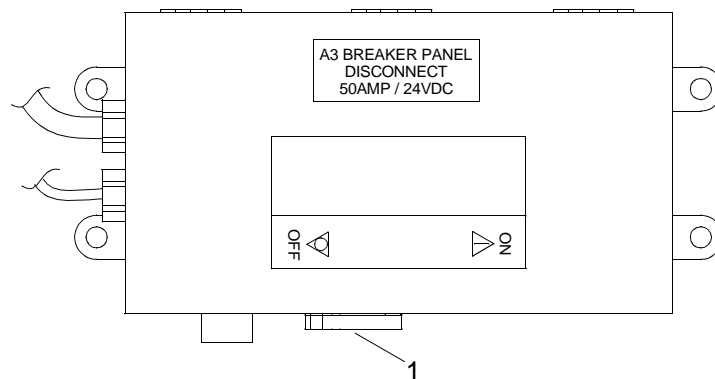 A3 BREAKER PANEL
DISCONNECT
50AMP / 24VDC
OFF
ON
1